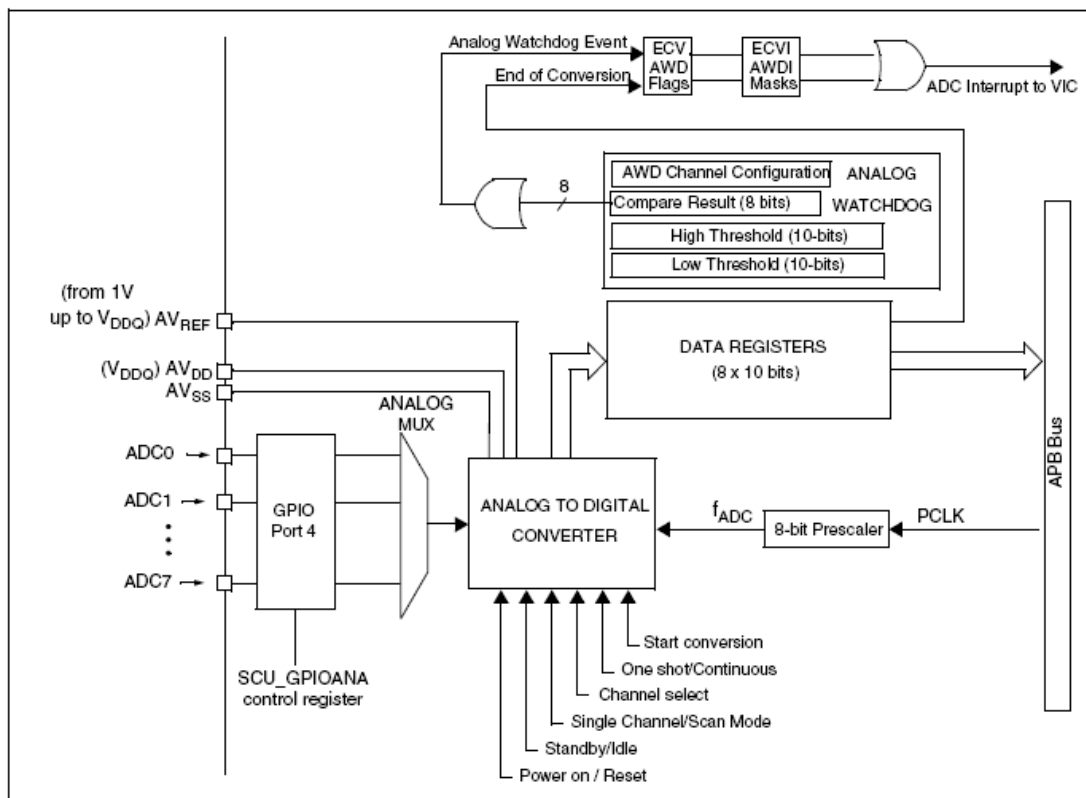 Analog Watchdog Event
End of Conversion
ECV
AWD
Flags
ECVI
AWDI
Masks
ADC Interrupt to VIC
8
AWD Channel Configuration
Compare Result (8 bits)
High Threshold (10-bits)
Low Threshold (10-bits)
ANALOG
WATCHDOG
(from 1V
up to VDDQ) AVREF
(VDDQ) AVDD
AVSS
DATA REGISTERS
(8 x 10 bits)
APB Bus
ADC0
ADC1
ADC7
GPIO
Port 4
ANALOG
MUX
ANALOG TO DIGITAL
CONVERTER
fADC
8-bit Prescaler
PCLK
SCU_GPIOANA
control register
Start conversion
One shot/Continuous
Channel select
Single Channel/Scan Mode
Standby/Idle
Power on / Reset